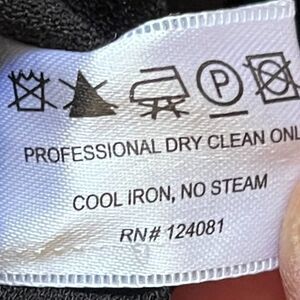 P
PROFESSIONAL DRY CLEAN ONL
COOL IRON, NO STEAM
RN# 124081